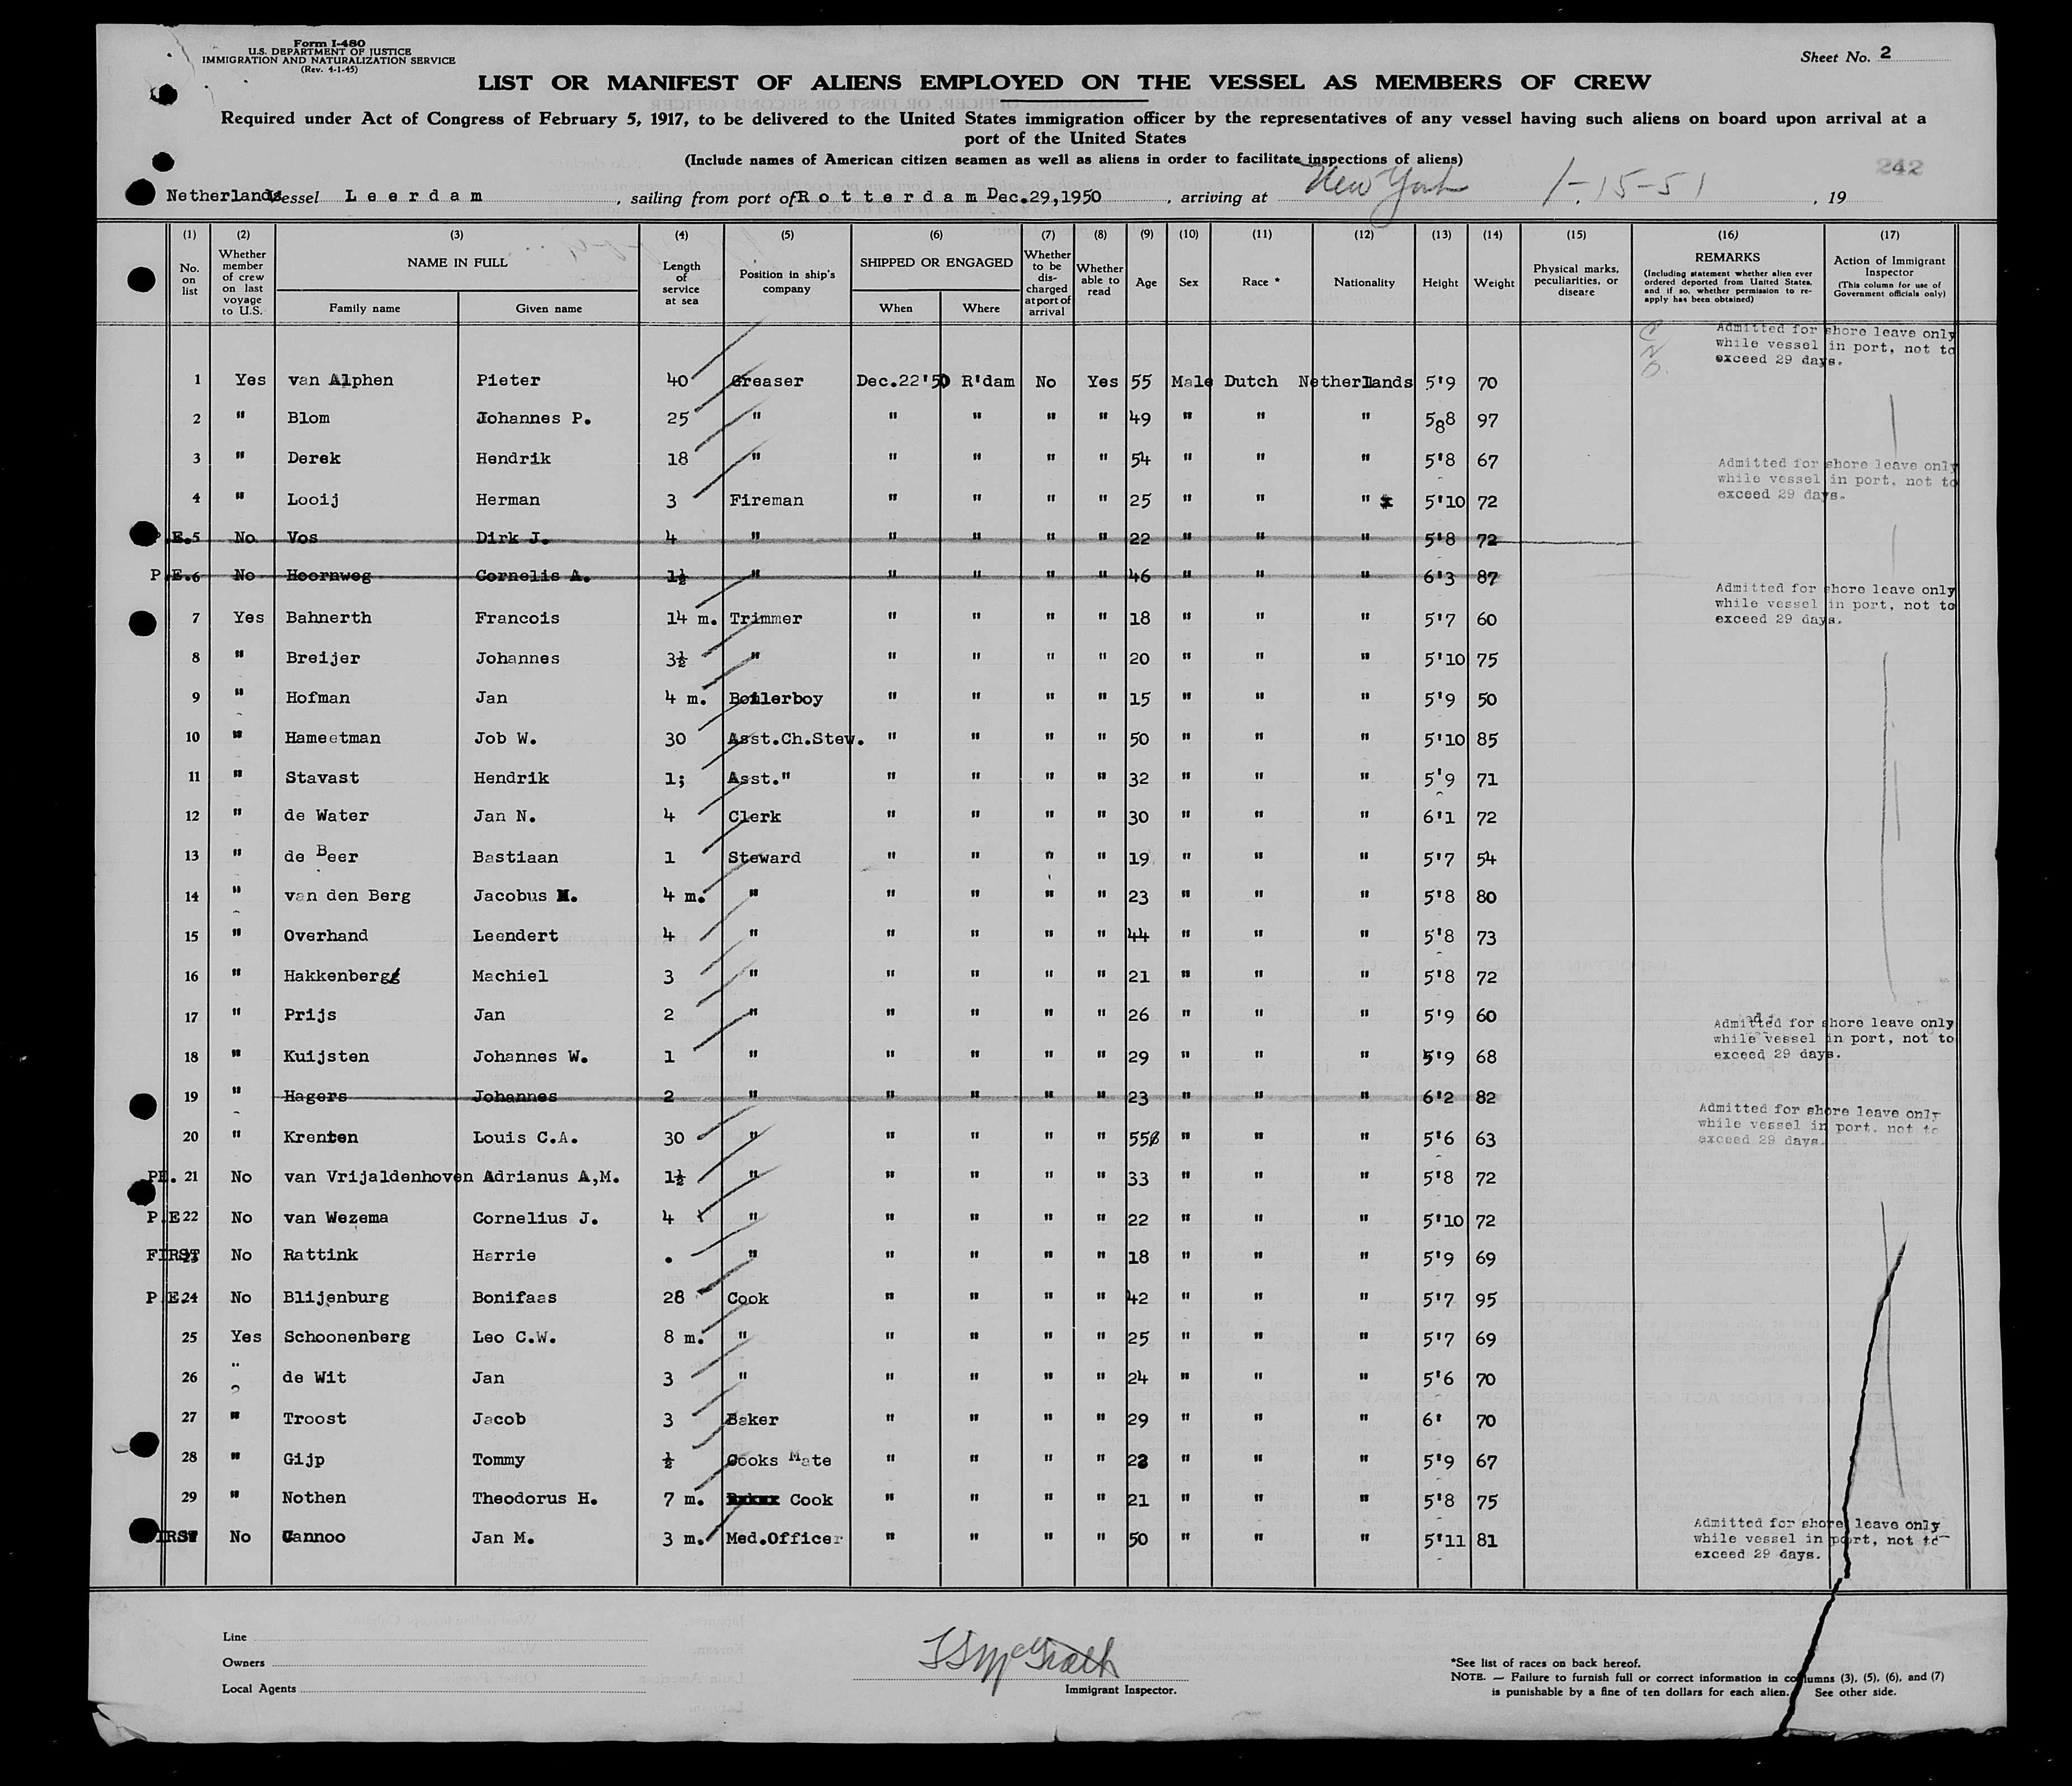 Form I-480
U.S. DEPARTMENT OF JUSTICE
IMMIGRATION AND NATURALIZATION SERVICE
(Rev. 4-1-45)
Sheet No. 2
LIST OR MANIFEST OF ALIENS EMPLOYED ON THE VESSEL AS MEMBERS OF CREW
Required under Act of Congress of February 5, 1917, to be delivered to the United States immigration officer by the representatives of any vessel having such aliens on board upon arrival at a
port of the United States
(Include names of American citizen seamen as well as aliens in order to facilitate inspections of aliens)
242
Netherlands Vessel Leerdam, sailing from port of Rotterdam Dec.29,1950, arriving at New York 1-15-51, 19
(1) (2) (3) (4) (5) (6) (7) (8) (9) (10) (11) (12) (13) (14) (15) (16) (17)
No. on list
Whether member of crew on last voyage to U.S.
NAME IN FULL
Family name
Given name
Length of service at sea
Position in ship's company
SHIPPED OR ENGAGED
When
Where
Whether to be discharged at port of arrival
Whether able to read
Age
Sex
Race *
Nationality
Height
Weight
Physical marks, peculiarities, or disease
REMARKS
(Including statement whether alien ever ordered deported from United States, and if so, whether permission to reapply has been obtained)
Action of Immigrant Inspector
(This column for use of Government officials only)
Admitted for shore leave only
while vessel in port, not to
exceed 29 days.
1 Yes van Alphen Pieter 40 Greaser Dec.22'50 R'dam No Yes 55 Male Dutch Netherlands 5'9 70
2 " Blom Johannes P. 25 " " " " " 49 " " " 5 8 97
3 " Derek Hendrik 18 " " " " " 54 " " " 5'8 67
Admitted for shore leave only
while vessel in port, not to
exceed 29 days.
4 " Looij Herman 3 Fireman " " " " 25 " " " 5'10 72
P.E. 5 No Vos Dirk J. 4 " " " " " 22 " " " 5'8 72
P.E. 6 No Hoornweg Cornelis A. 1½ " " " " " 46 " " " 6'3 87
Admitted for shore leave only
while vessel in port, not to
exceed 29 days.
7 Yes Bahnerth Francois 14 m. Trimmer " " " " 18 " " " 5'7 60
8 " Breijer Johannes 3½ " " " " " 20 " " " 5'10 75
9 " Hofman Jan 4 m. Boilerboy " " " " 15 " " " 5'9 50
10 " Hameetman Job W. 30 Asst.Ch.Stew. " " " " 50 " " " 5'10 85
11 " Stavast Hendrik 1; Asst." " " " " 32 " " " 5'9 71
12 " de Water Jan N. 4 Clerk " " " " 30 " " " 6'1 72
13 " de Beer Bastiaan 1 Steward " " " " 19 " " " 5'7 54
14 " van den Berg Jacobus M. 4 m. " " " " " 23 " " " 5'8 80
15 " Overhand Leendert 4 " " " " " 44 " " " 5'8 73
16 " Hakkenberg Machiel 3 " " " " " 21 " " " 5'8 72
17 " Prijs Jan 2 " " " " " 26 " " " 5'9 60
Admitted for shore leave only
while vessel in port, not to
exceed 29 days.
18 " Kuijsten Johannes W. 1 " " " " " 29 " " " 5'9 68
19 " Hagers Johannes 2 " " " " " 23 " " " 6'2 82
Admitted for shore leave only
while vessel in port, not to
exceed 29 days.
20 " Krenten Louis C.A. 30 " " " " " 55 " " " 5'6 63
PE. 21 No van Vrijaldenhoven Adrianus A,M. 1½ " " " " " 33 " " " 5'8 72
P.E 22 No van Wezema Cornelius J. 4 " " " " " 22 " " " 5'10 72
FIRST 23 No Rattink Harrie . " " " " " 18 " " " 5'9 69
P.E. 24 No Blijenburg Bonifaas 28 Cook " " " " 42 " " " 5'7 95
25 Yes Schoonenberg Leo C.W. 8 m. " " " " " 25 " " " 5'7 69
26 " de Wit Jan 3 " " " " " 24 " " " 5'6 70
27 " Troost Jacob 3 Baker " " " " 29 " " " 6' 70
28 " Gijp Tommy ½ Cooks Mate " " " " " " " 5'9 67
29 " Nothen Theodorus H. 7 m. Cook " " " " 21 " " " 5'8 75
FIRST No Cannoo Jan M. 3 m. Med.Officer " " " " 50 " " " 5'11 81
Admitted for shore leave only
while vessel in port, not to
exceed 29 days.
Line
Owners
Local Agents
McGrath
Immigrant Inspector.
*See list of races on back hereof.
NOTE. — Failure to furnish full or correct information in columns (3), (5), (6), and (7)
is punishable by a fine of ten dollars for each alien. See other side.